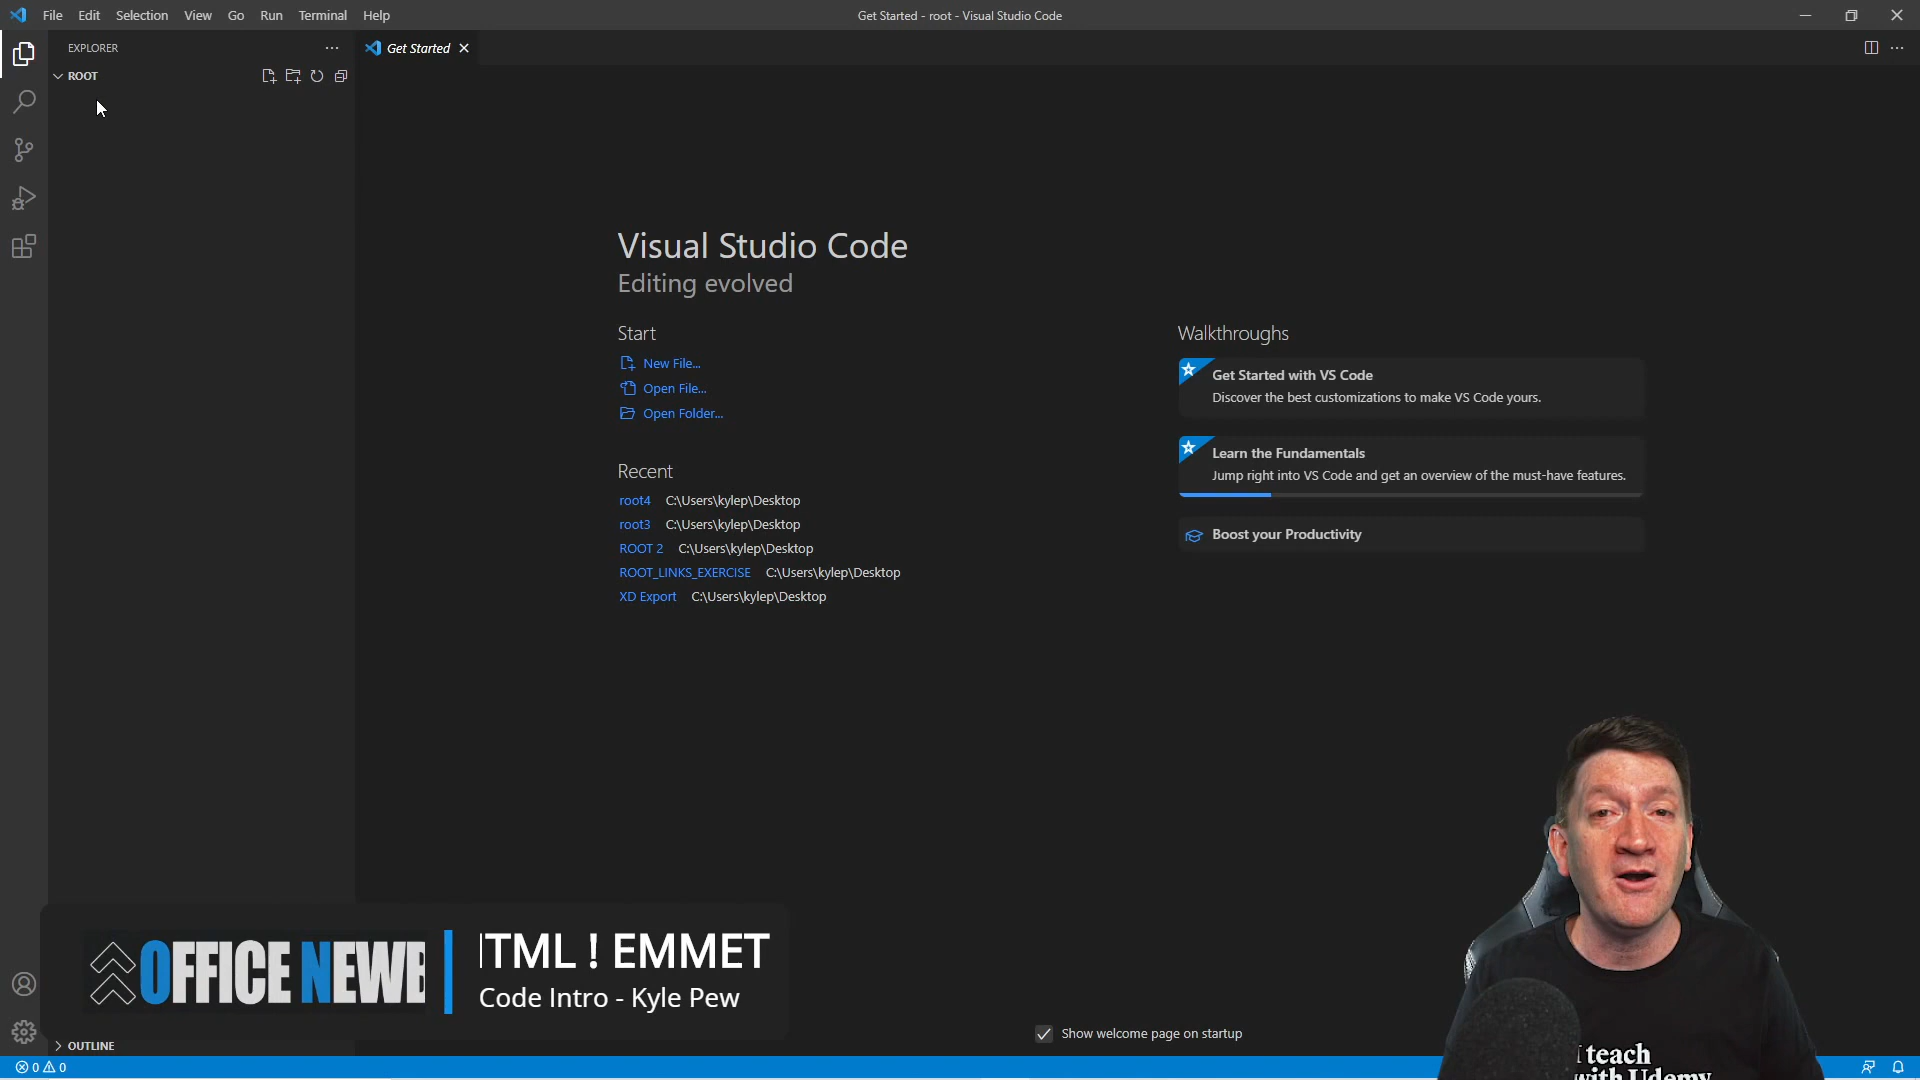 File Edit Selection View Go Run Terminal Help
Get Started - root - Visual Studio Code
EXPLORER
Get Started
ROOT
Visual Studio Code
Editing evolved
Start
New File...
Open File...
Open Folder...
Recent
root4 C:\Users\kylep\Desktop
root3 C:\Users\kylep\Desktop
ROOT 2 C:\Users\kylep\Desktop
ROOT_LINKS_EXERCISE C:\Users\kylep\Desktop
XD Export C:\Users\kylep\Desktop
Walkthroughs
Get Started with VS Code
Discover the best customizations to make VS Code yours.
Learn the Fundamentals
Jump right into VS Code and get an overview of the must-have features.
Boost your Productivity
OFFICE NEWB
TML ! EMMET
Code Intro - Kyle Pew
Show welcome page on startup
OUTLINE
0 0
I teach
with Udemy